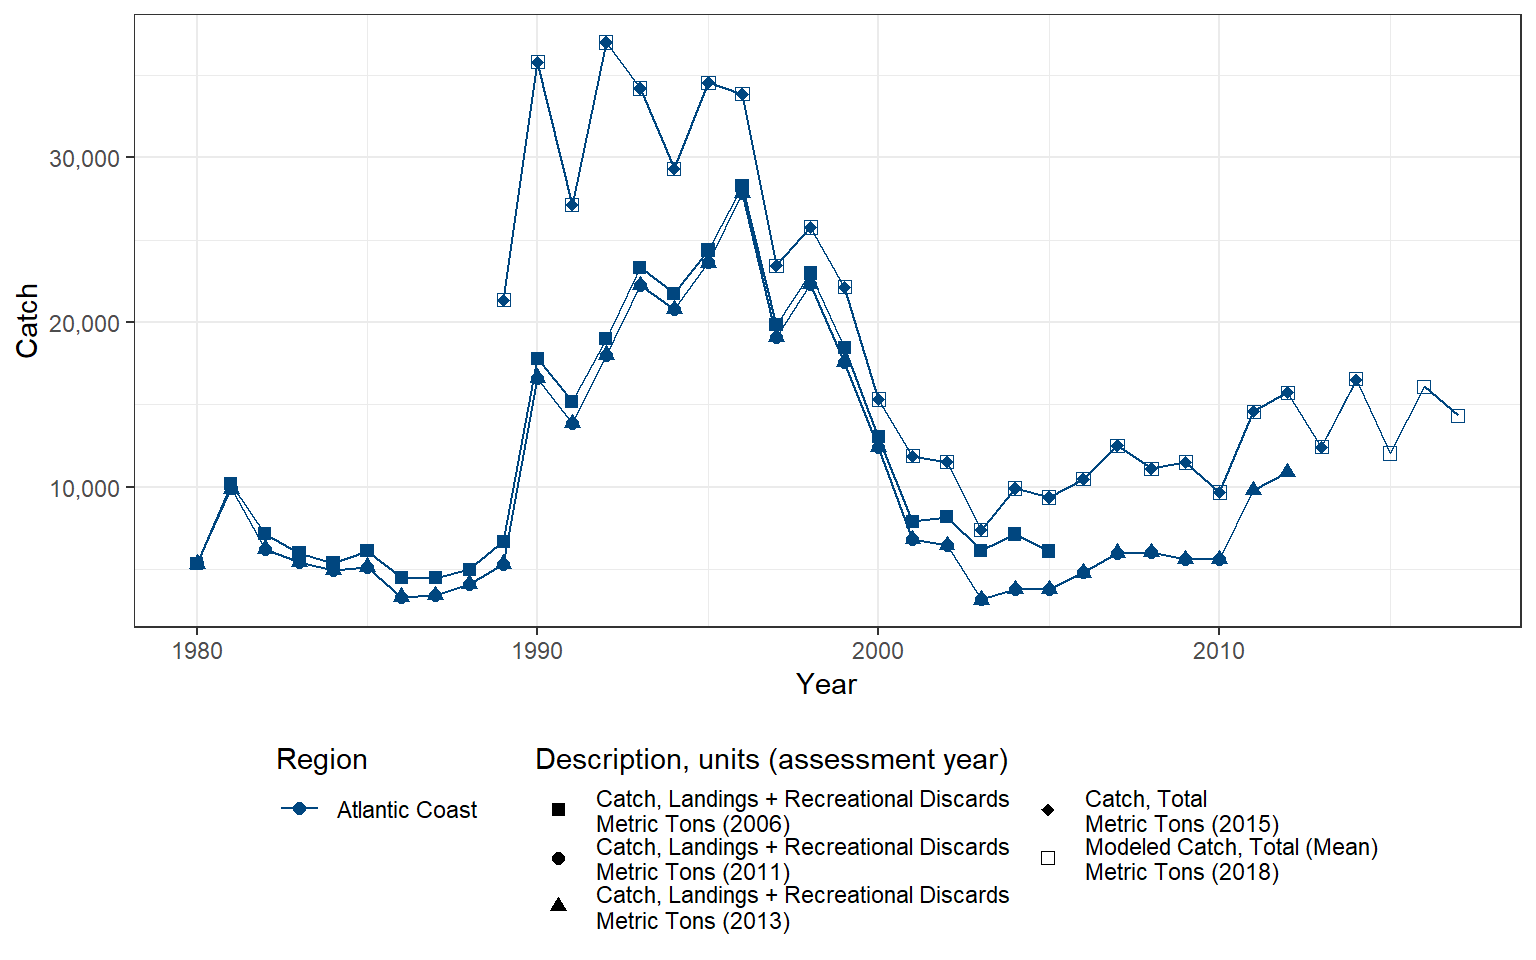 Catch
30,000
20,000
10,000
1980 1990 2000 2010
Year
Region
Atlantic Coast
Description, units (assessment year)
Catch, Landings + Recreational Discards
Metric Tons (2006)
Catch, Landings + Recreational Discards
Metric Tons (2011)
Catch, Landings + Recreational Discards
Metric Tons (2013)
Catch, Total
Metric Tons (2015)
Modeled Catch, Total (Mean)
Metric Tons (2018)